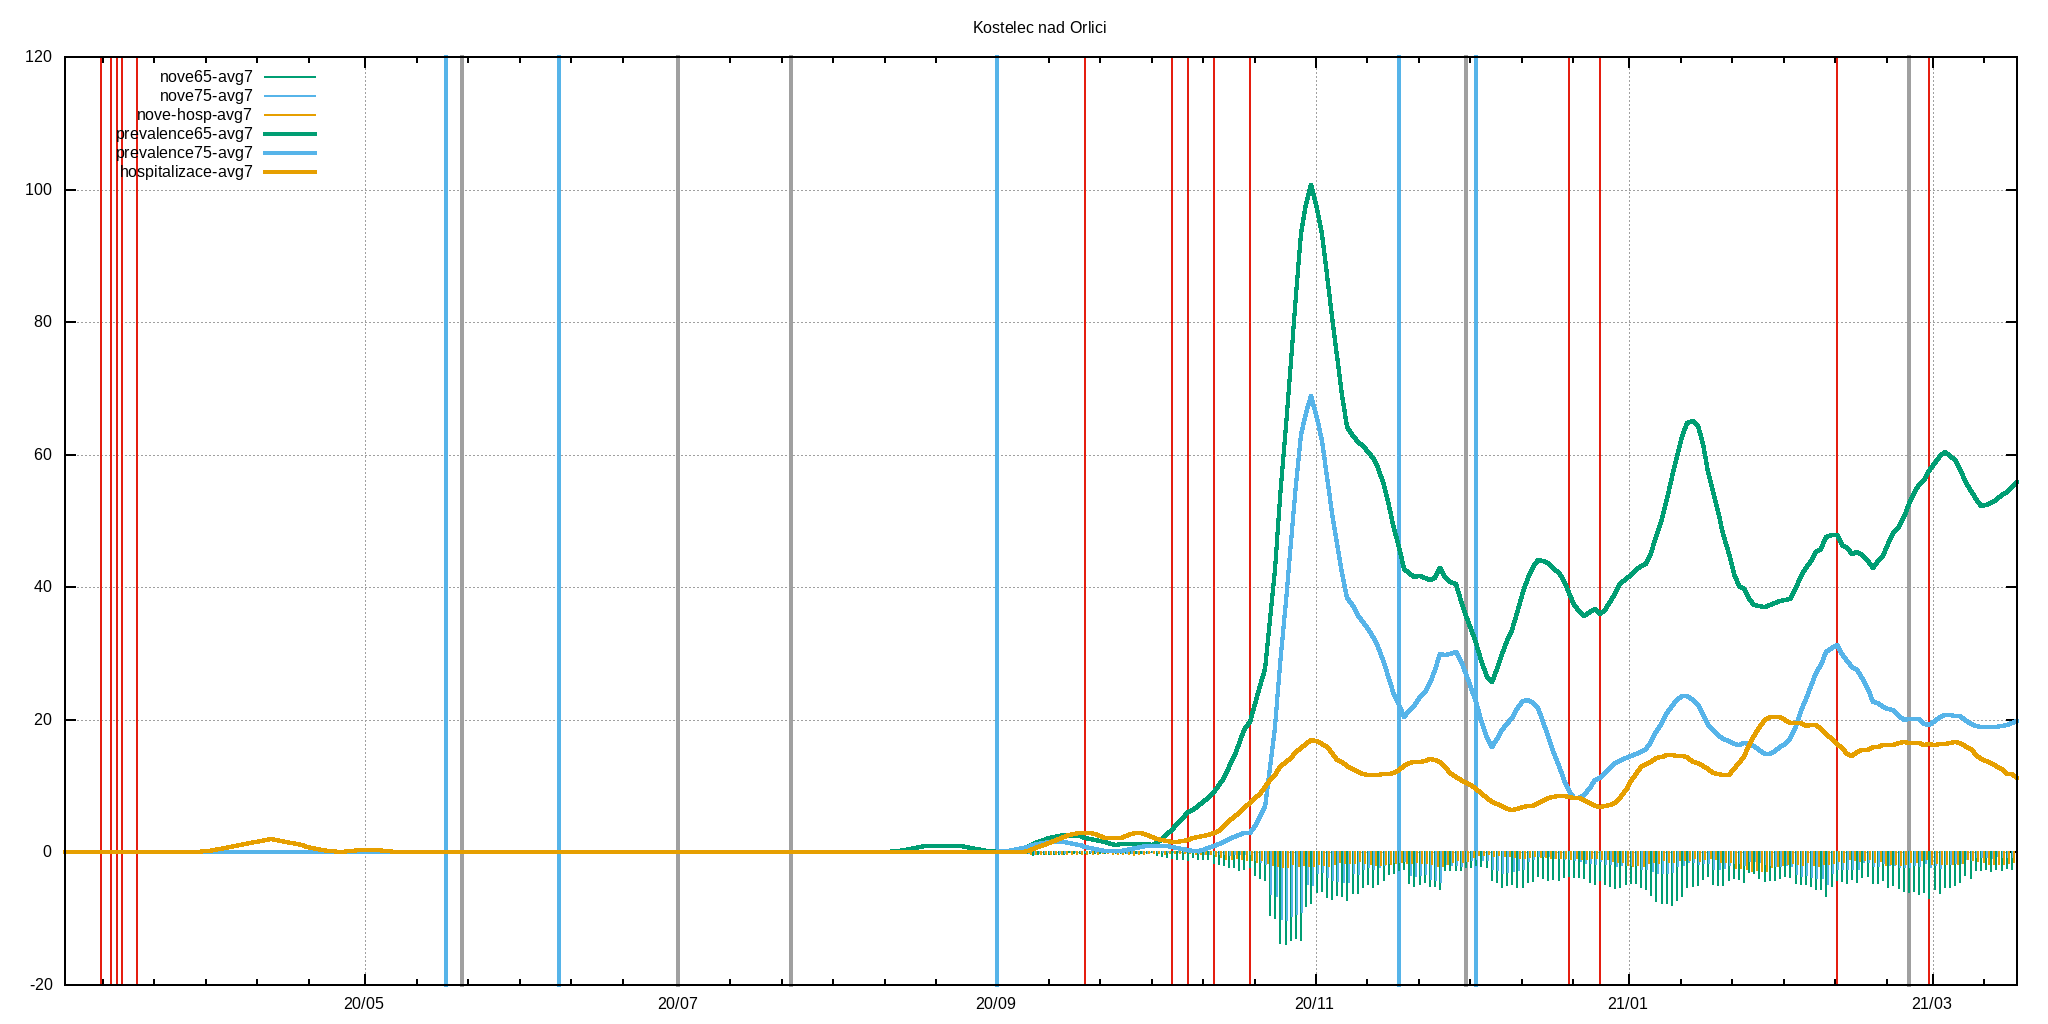 Kostelec nad Orlici
120
100
80
60
40
20
0
-20
nove65-avg7
nove75-avg7
nove-hosp-avg7
prevalence65-avg7
prevalence75-avg7
hospitalizace-avg7
20/05
20/07
20/09
20/11
21/01
21/03